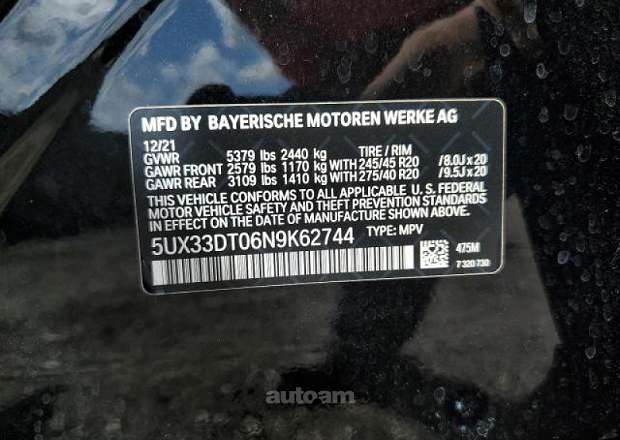 MFD BY BAYERISCHE MOTOREN WERKE AG
12/21
GVWR 5379 lbs 2440 kg TIRE / RIM
GAWR FRONT 2579 lbs 1170 kg WITH 245/45 R20 /8.0J x 20
GAWR REAR 3109 lbs 1410 kg WITH 275/40 R20 /9.5J x 20
THIS VEHICLE CONFORMS TO ALL APPLICABLE U. S. FEDERAL
MOTOR VEHICLE SAFETY AND THEFT PREVENTION STANDARDS
IN EFFECT ON THE DATE OF MANUFACTURE SHOWN ABOVE.
5UX33DT06N9K62744 TYPE: MPV
475M
7 320 730
autoam